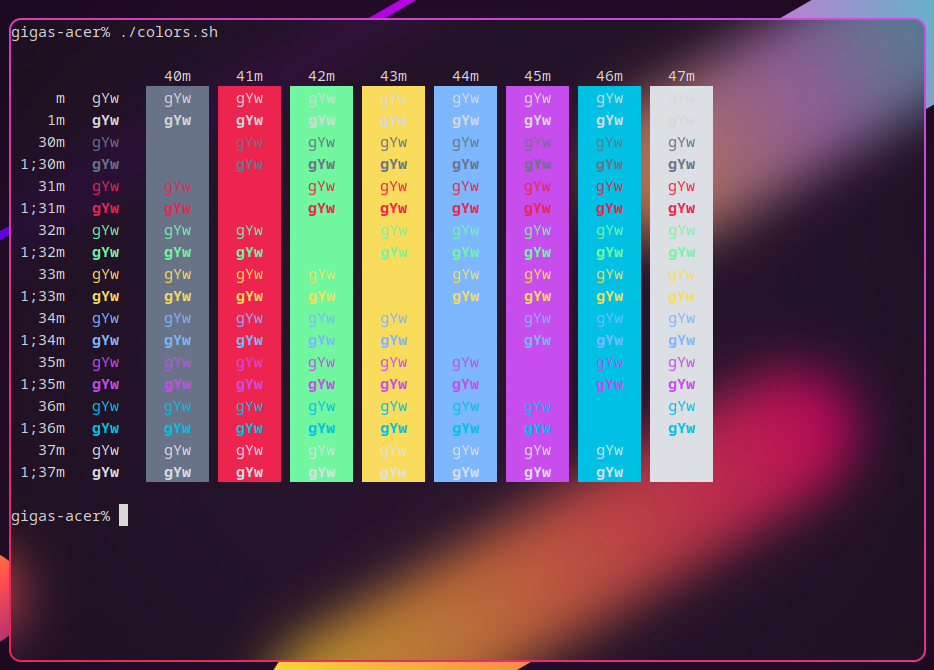 gigas-acer% ./colors.sh
40m 41m 42m 43m 44m 45m 46m 47m
m gYw gYw gYw gYw gYw gYw gYw gYw gYw
1m gYw gYw gYw gYw gYw gYw gYw gYw gYw
30m gYw gYw gYw gYw gYw gYw gYw gYw
1;30m gYw gYw gYw gYw gYw gYw gYw gYw
31m gYw gYw gYw gYw gYw gYw gYw gYw
1;31m gYw gYw gYw gYw gYw gYw gYw gYw
32m gYw gYw gYw gYw gYw gYw gYw gYw
1;32m gYw gYw gYw gYw gYw gYw gYw gYw
33m gYw gYw gYw gYw gYw gYw gYw gYw
1;33m gYw gYw gYw gYw gYw gYw gYw gYw
34m gYw gYw gYw gYw gYw gYw gYw gYw
1;34m gYw gYw gYw gYw gYw gYw gYw gYw
35m gYw gYw gYw gYw gYw gYw gYw gYw
1;35m gYw gYw gYw gYw gYw gYw gYw gYw
36m gYw gYw gYw gYw gYw gYw gYw gYw
1;36m gYw gYw gYw gYw gYw gYw gYw gYw
37m gYw gYw gYw gYw gYw gYw gYw gYw
1;37m gYw gYw gYw gYw gYw gYw gYw gYw
gigas-acer%